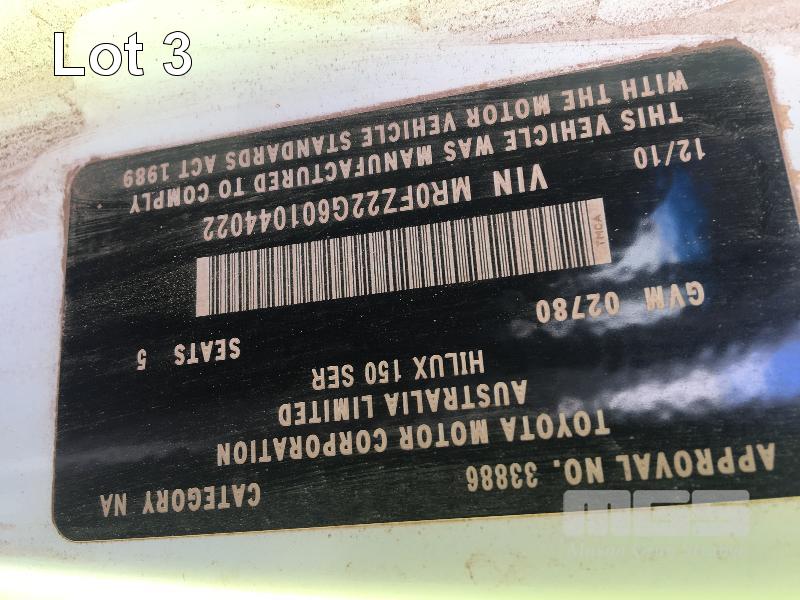 Lot 3
APPROVAL NO. 33886 CATEGORY NA
TOYOTA MOTOR CORPORATION
AUSTRALIA LIMITED
HILUX 150 SER
GVM 02780 SEATS 5
TMCA
VIN MR0FZ22G601044022
12/10 THIS VEHICLE WAS MANUFACTURED TO COMPLY
WITH THE MOTOR VEHICLE STANDARDS ACT 1989
MGS